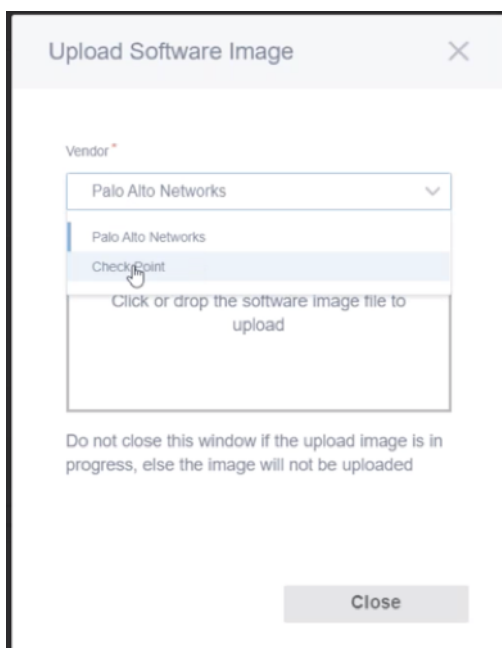 Upload Software Image
Vendor *
Palo Alto Networks
Palo Alto Networks
Check Point
Click or drop the software image file to
upload
Do not close this window if the upload image is in
progress, else the image will not be uploaded
Close